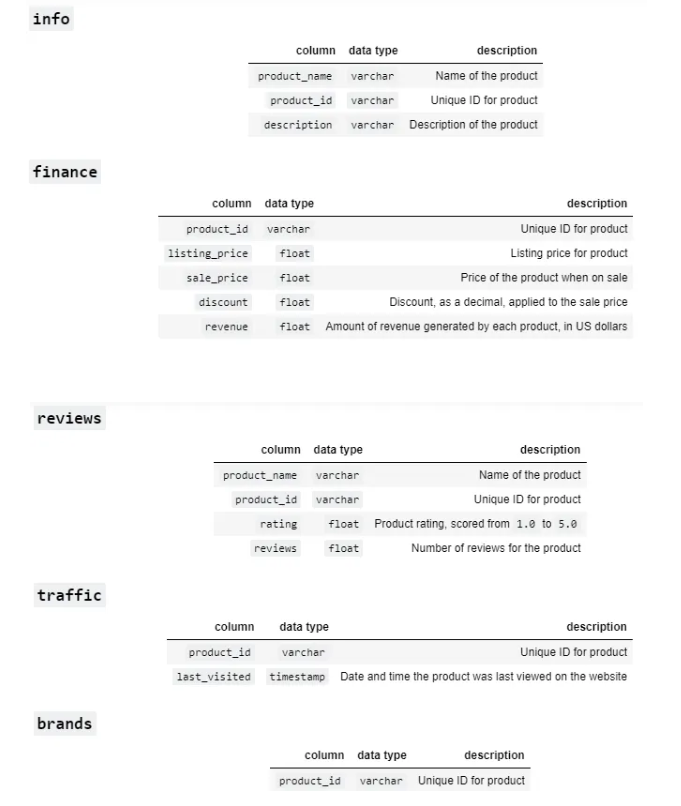 info
column data type description
product_name varchar Name of the product
product_id varchar Unique ID for product
description varchar Description of the product
finance
column data type description
product_id varchar Unique ID for product
listing_price float Listing price for product
sale_price float Price of the product when on sale
discount float Discount, as a decimal, applied to the sale price
revenue float Amount of revenue generated by each product, in US dollars
reviews
column data type description
product_name varchar Name of the product
product_id varchar Unique ID for product
rating float Product rating, scored from 1.0 to 5.0
reviews float Number of reviews for the product
traffic
column data type description
product_id varchar Unique ID for product
last_visited timestamp Date and time the product was last viewed on the website
brands
column data type description
product_id varchar Unique ID for product